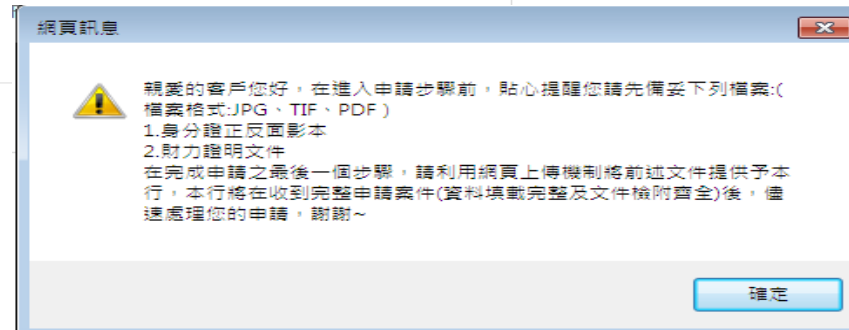 網頁訊息
親愛的客戶您好，在進入申請步驟前，貼心提醒您請先備妥下列檔案:(
檔案格式:JPG、TIF、PDF )
1.身分證正反面影本
2.財力證明文件
在完成申請之最後一個步驟，請利用網頁上傳機制將前述文件提供予本
行，本行將在收到完整申請案件(資料填載完整及文件檢附齊全)後，儘
速處理您的申請，謝謝~
確定